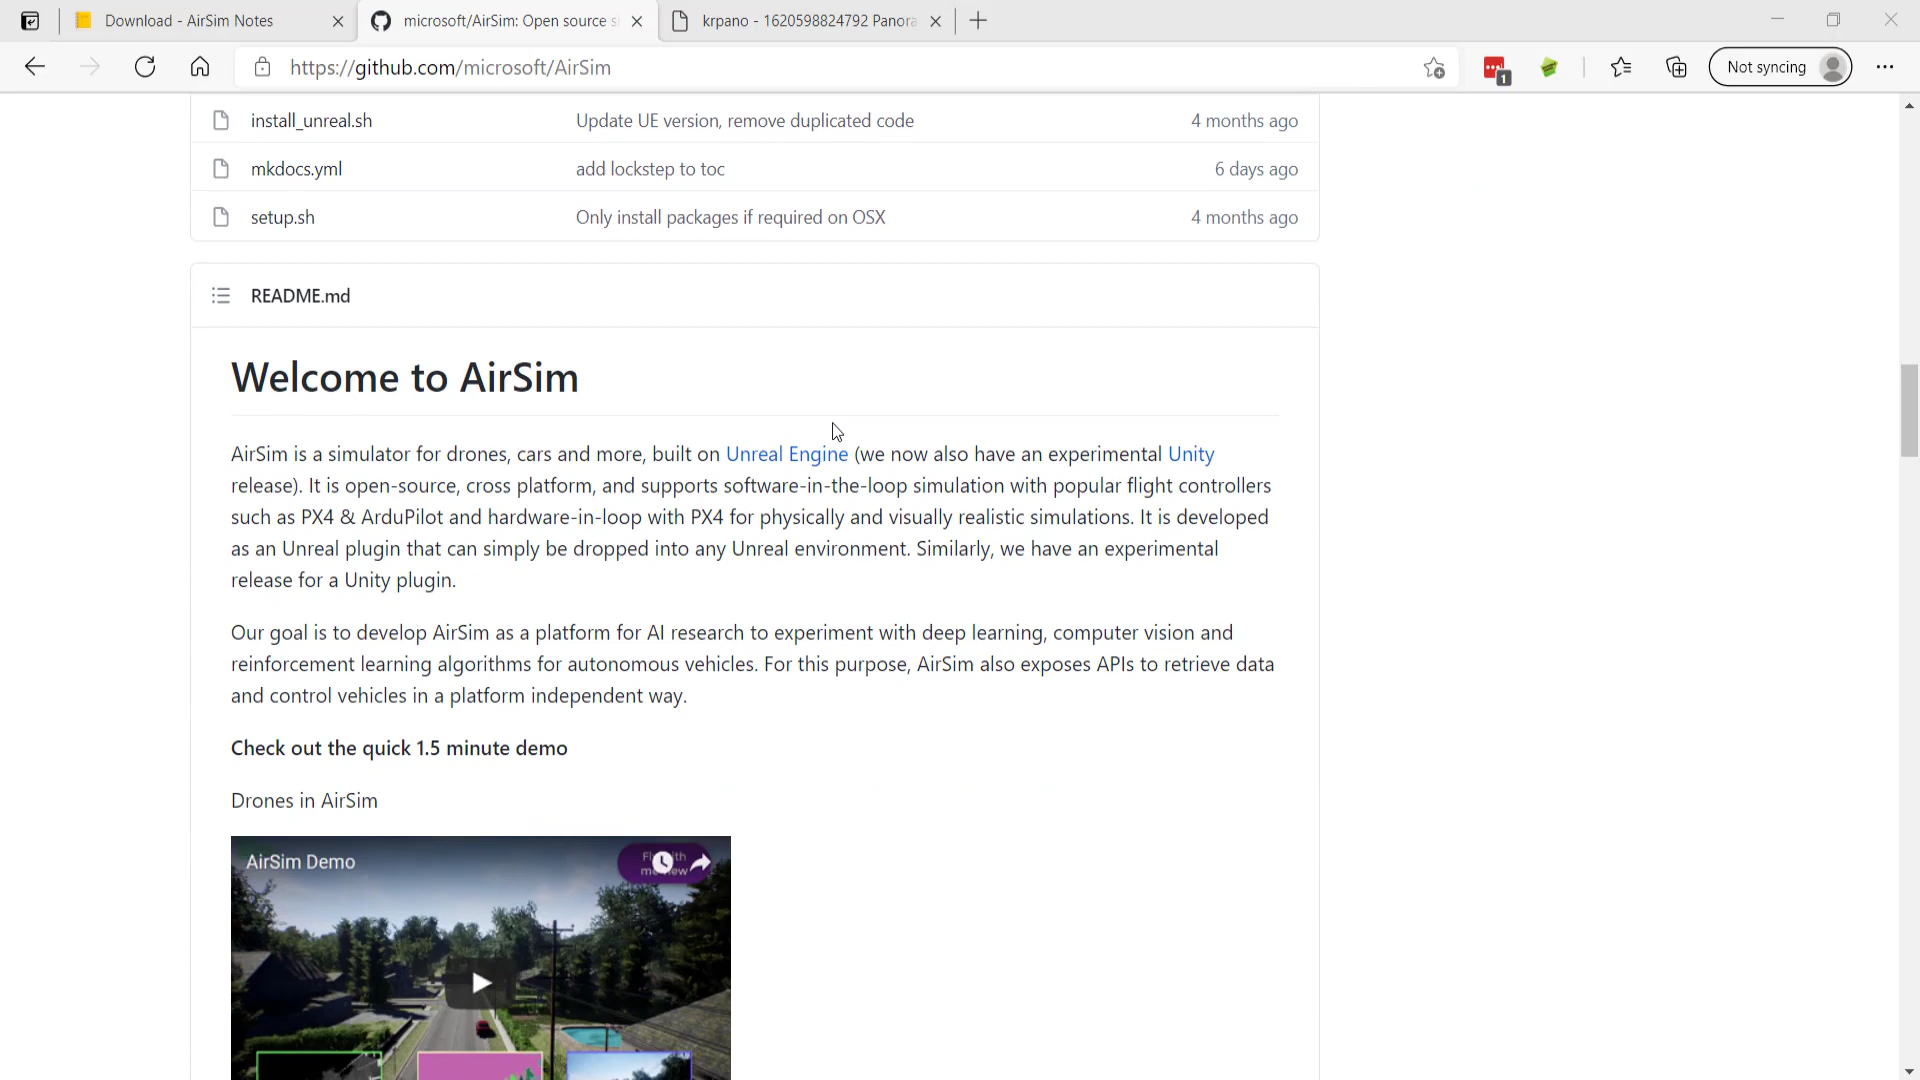 Download - AirSim Notes
microsoft/AirSim: Open source si
krpano - 1620598824792 Panora
https://github.com/microsoft/AirSim
1
Not syncing
install_unreal.sh Update UE version, remove duplicated code 4 months ago
mkdocs.yml add lockstep to toc 6 days ago
setup.sh Only install packages if required on OSX 4 months ago
README.md
Welcome to AirSim
AirSim is a simulator for drones, cars and more, built on Unreal Engine (we now also have an experimental Unity
release). It is open-source, cross platform, and supports software-in-the-loop simulation with popular flight controllers
such as PX4 & ArduPilot and hardware-in-loop with PX4 for physically and visually realistic simulations. It is developed
as an Unreal plugin that can simply be dropped into any Unreal environment. Similarly, we have an experimental
release for a Unity plugin.
Our goal is to develop AirSim as a platform for AI research to experiment with deep learning, computer vision and
reinforcement learning algorithms for autonomous vehicles. For this purpose, AirSim also exposes APIs to retrieve data
and control vehicles in a platform independent way.
Check out the quick 1.5 minute demo
Drones in AirSim
AirSim Demo